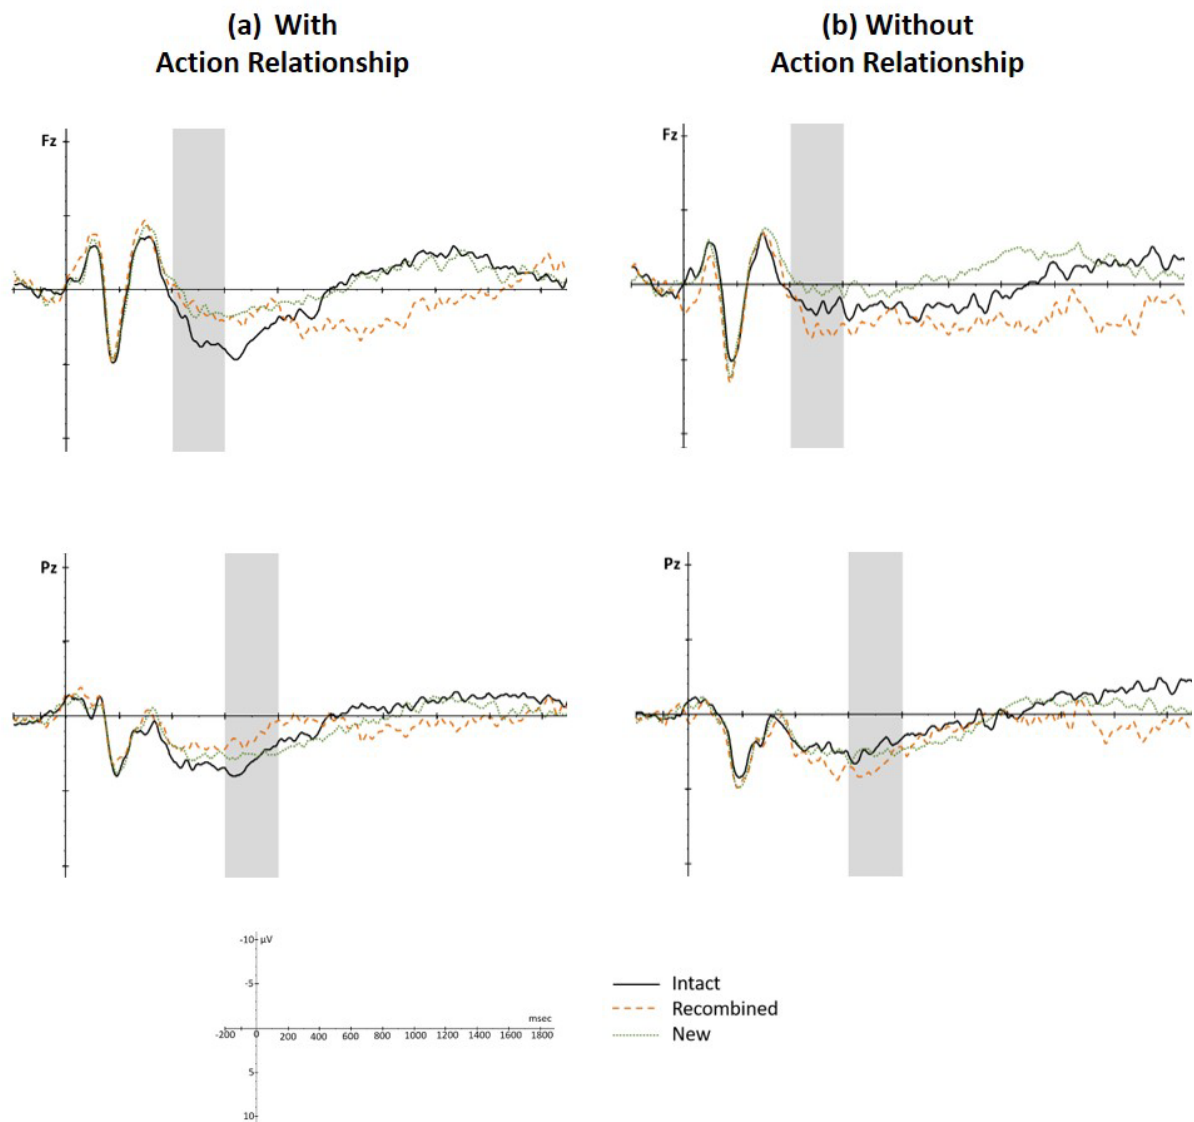 (a) With
Action Relationship
(b) Without
Action Relationship
Fz
Fz
Pz
Pz
-10 µV
-5
msec
-200 0 200 400 600 800 1000 1200 1400 1600 1800
5
10
Intact
Recombined
New